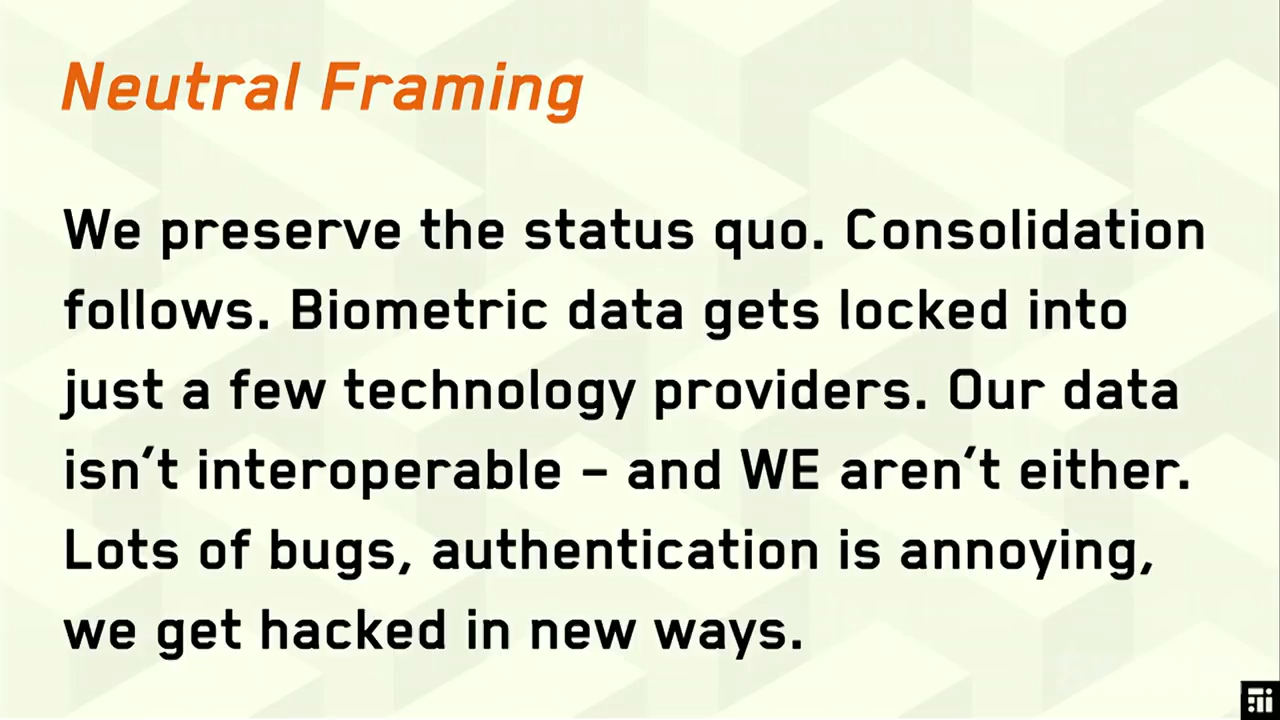 Neutral Framing
We preserve the status quo. Consolidation
follows. Biometric data gets locked into
just a few technology providers. Our data
isn’t interoperable – and WE aren’t either.
Lots of bugs, authentication is annoying,
we get hacked in new ways.